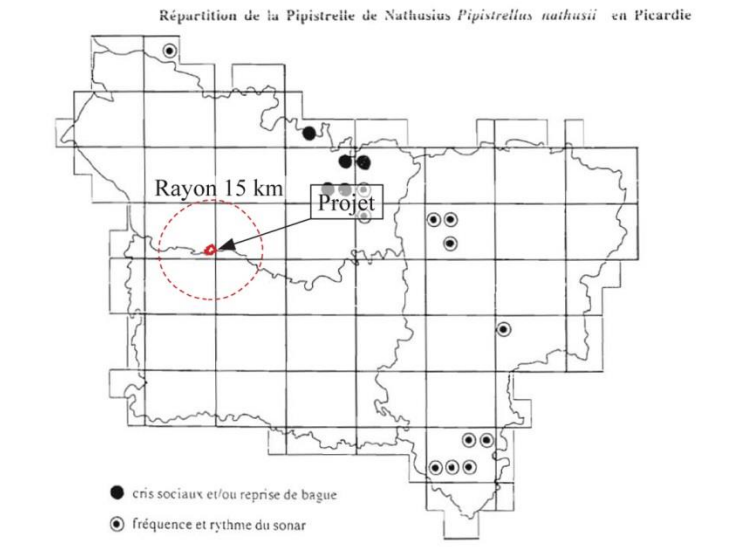 Répartition de la Pipistrelle de Nathusius Pipistrellus nathusii en Picardie
Rayon 15 km
Projet
cris sociaux et/ou reprise de bague
fréquence et rythme du sonar